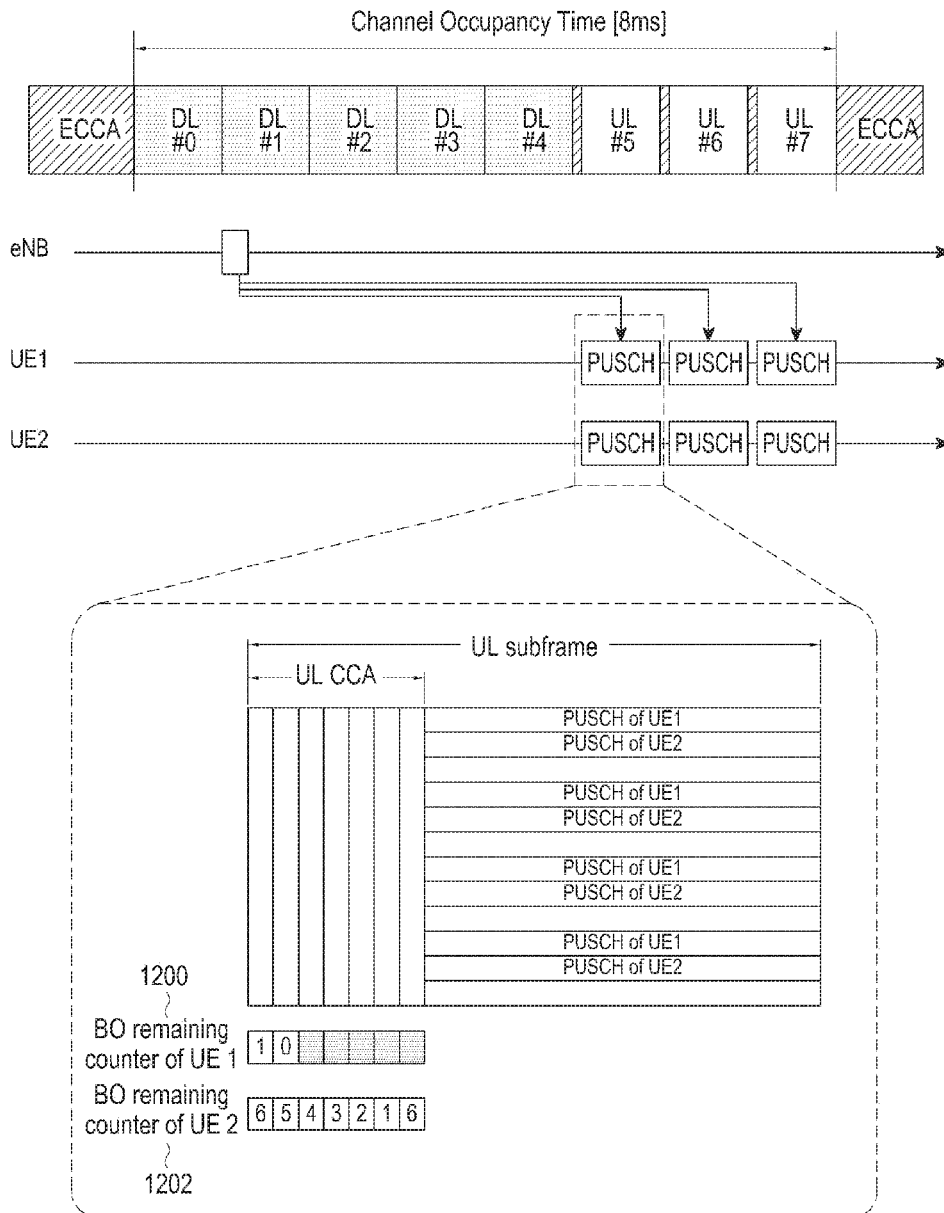 Channel Occupancy Time [8ms]
ECCA
DL #0
DL #1
DL #2
DL #3
DL #4
UL #5
UL #6
UL #7
ECCA
eNB
UE1
PUSCH
PUSCH
PUSCH
UE2
PUSCH
PUSCH
PUSCH
UL subframe
UL CCA
PUSCH of UE1
PUSCH of UE2
PUSCH of UE1
PUSCH of UE2
PUSCH of UE1
PUSCH of UE2
PUSCH of UE1
PUSCH of UE2
1200
BO remaining
counter of UE 1
1 0
BO remaining
counter of UE 2
6 5 4 3 2 1 6
1202